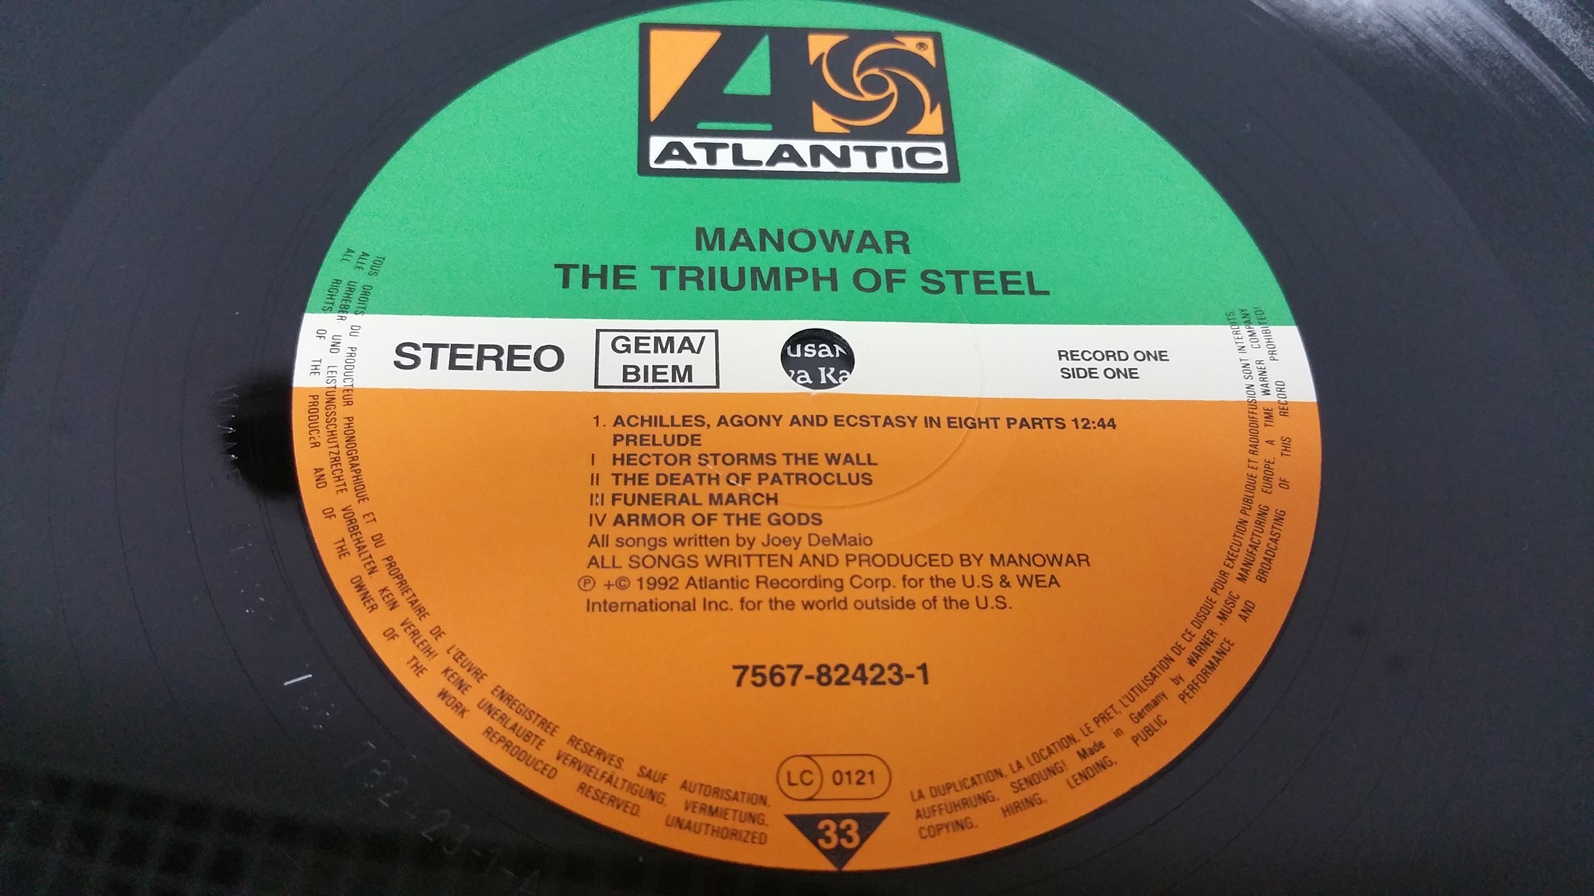 ATLANTIC
®
MANOWAR
THE TRIUMPH OF STEEL
STEREO
GEMA/
BIEM
usar
va Ka
RECORD ONE
SIDE ONE
1. ACHILLES, AGONY AND ECSTASY IN EIGHT PARTS 12:44
PRELUDE
I HECTOR STORMS THE WALL
II THE DEATH OF PATROCLUS
III FUNERAL MARCH
IV ARMOR OF THE GODS
All songs written by Joey DeMaio
ALL SONGS WRITTEN AND PRODUCED BY MANOWAR
℗ +© 1992 Atlantic Recording Corp. for the U.S & WEA
International Inc. for the world outside of the U.S.
7567-82423-1
LC 0121
33
TOUS DROITS DU PRODUCTEUR PHONOGRAPHIQUE ET DU PROPRIETAIRE DE L'ŒUVRE ENREGISTREE RESERVES. SAUF AUTORISATION,
LA DUPLICATION, LA LOCATION, LE PRET, L'UTILISATION DE CE DISQUE POUR EXECUTION PUBLIQUE ET RADIODIFFUSION SONT INTERDITS.
ALLE URHEBER UND LEISTUNGSSCHUTZRECHTE VORBEHALTEN. KEIN VERLEIH! KEINE UNERLAUBTE VERVIELFÄLTIGUNG, VERMIETUNG,
AUFFÜHRUNG, SENDUNG! Made in Germany by WARNER -MUSIC MANUFACTURING EUROPE, A TIME WARNER COMPANY
ALL RIGHTS OF THE PRODUCER AND OF THE OWNER OF THE WORK REPRODUCED RESERVED. UNAUTHORIZED
COPYING, HIRING, LENDING, PUBLIC PERFORMANCE AND BROADCASTING OF THIS RECORD PROHIBITED!